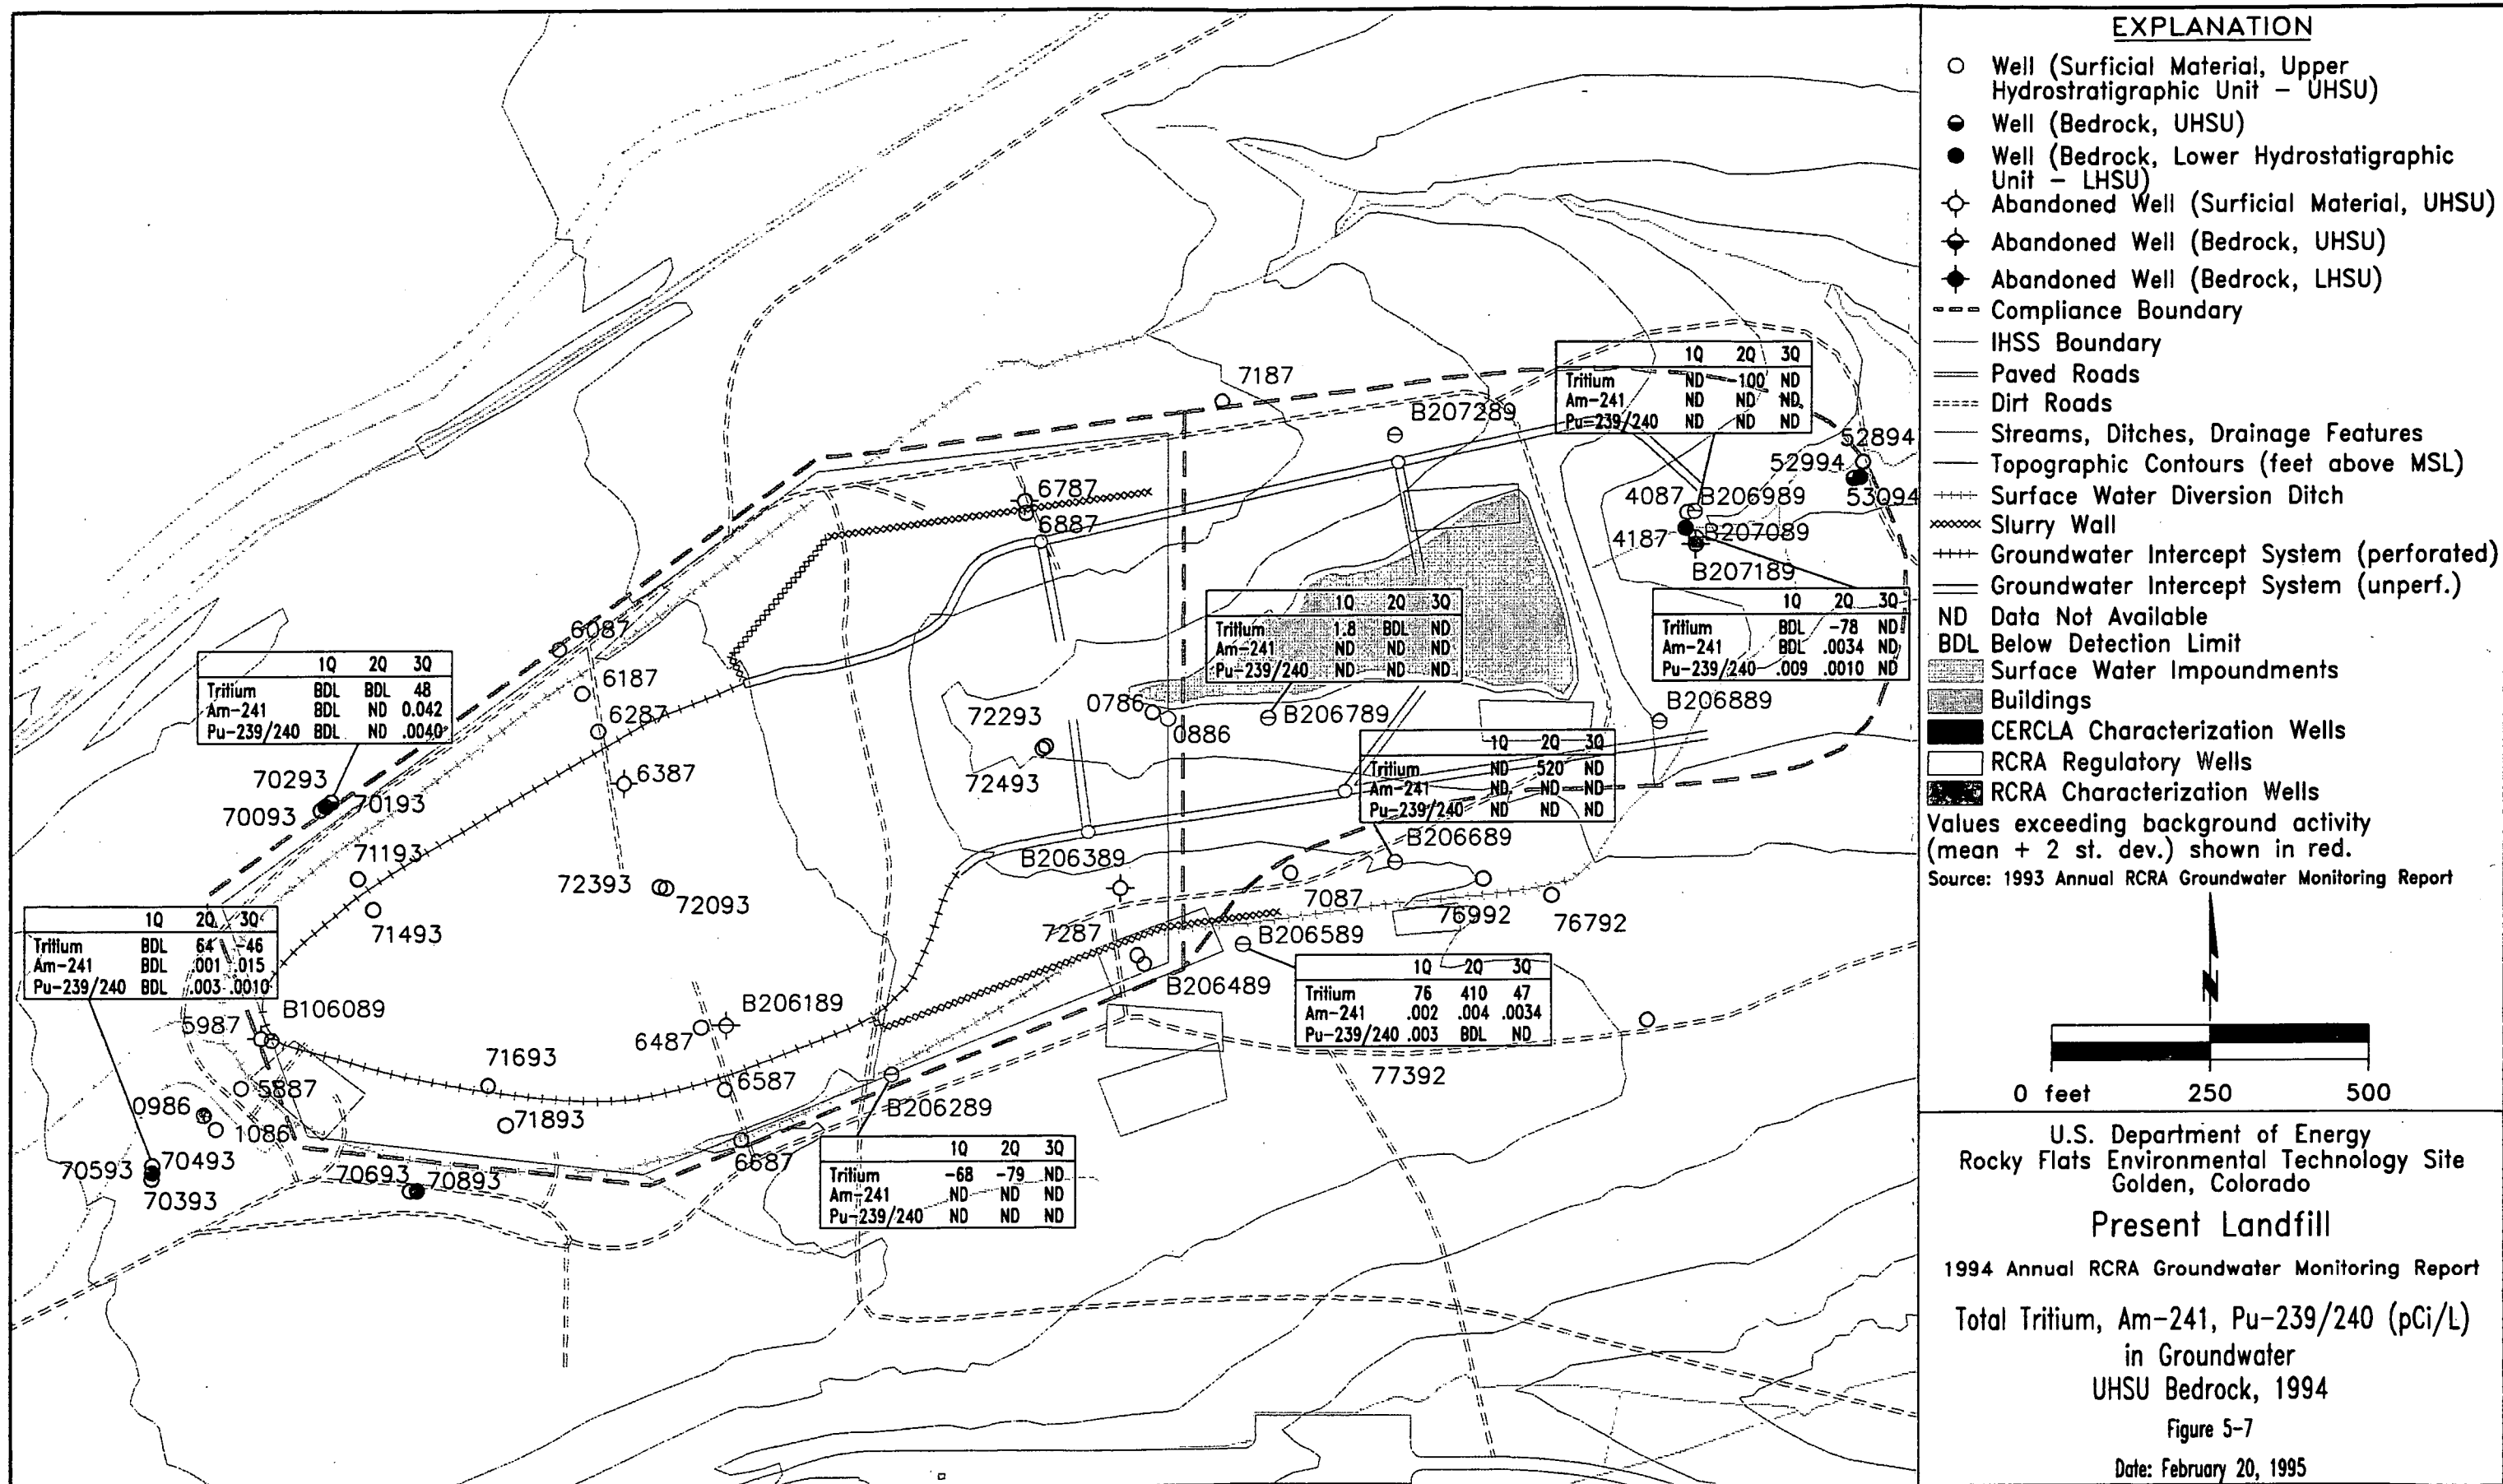 EXPLANATION
Well (Surficial Material, Upper
Hydrostratigraphic Unit - UHSU)
Well (Bedrock, UHSU)
Well (Bedrock, Lower Hydrostatigraphic
Unit - LHSU)
Abandoned Well (Surficial Material, UHSU)
Abandoned Well (Bedrock, UHSU)
Abandoned Well (Bedrock, LHSU)
Compliance Boundary
IHSS Boundary
Paved Roads
Dirt Roads
Streams, Ditches, Drainage Features
Topographic Contours (feet above MSL)
Surface Water Diversion Ditch
Slurry Wall
Groundwater Intercept System (perforated)
Groundwater Intercept System (unperf.)
ND Data Not Available
BDL Below Detection Limit
Surface Water Impoundments
Buildings
CERCLA Characterization Wells
RCRA Regulatory Wells
RCRA Characterization Wells
Values exceeding background activity
(mean + 2 st. dev.) shown in red.
Source: 1993 Annual RCRA Groundwater Monitoring Report
N
0 feet 250 500
U.S. Department of Energy
Rocky Flats Environmental Technology Site
Golden, Colorado
Present Landfill
1994 Annual RCRA Groundwater Monitoring Report
Total Tritium, Am-241, Pu-239/240 (pCi/L)
in Groundwater
UHSU Bedrock, 1994
Figure 5-7
Date: February 20, 1995
7187
B207289
1Q 2Q 3Q
Tritium ND -100 ND
Am-241 ND ND ND
Pu-239/240 ND ND ND
52894
52994
53094
4087
B206989
4187
B207089
B207189
1Q 2Q 3Q
Tritium BDL -78 ND
Am-241 BDL .0034 ND
Pu-239/240 .009 .0010 ND
B206889
6787
6887
1Q 2Q 3Q
Tritium 1.8 BDL ND
Am-241 ND ND ND
Pu-239/240 ND ND ND
0786
0886
B206789
72293
72493
6087
6187
6287
6387
1Q 2Q 3Q
Tritium BDL BDL 48
Am-241 BDL ND 0.042
Pu-239/240 BDL ND .0040
70293
70093
70193
71193
71493
72393
72093
1Q 2Q 3Q
Tritium ND 520 ND
Am-241 ND ND ND
Pu-239/240 ND ND ND
B206689
B206389
7087
76992
76792
7287
B206589
B206489
1Q 2Q 3Q
Tritium 76 410 47
Am-241 .002 .004 .0034
Pu-239/240 .003 BDL ND
77392
1Q 2Q 3Q
Tritium BDL 64 -46
Am-241 BDL .001 .015
Pu-239/240 BDL .003 .0010
5987
B106089
5887
0986
1086
70593
70493
70393
70693
70893
71693
71893
6487
B206189
6587
6687
B206289
1Q 2Q 3Q
Tritium -68 -79 ND
Am-241 ND ND ND
Pu-239/240 ND ND ND